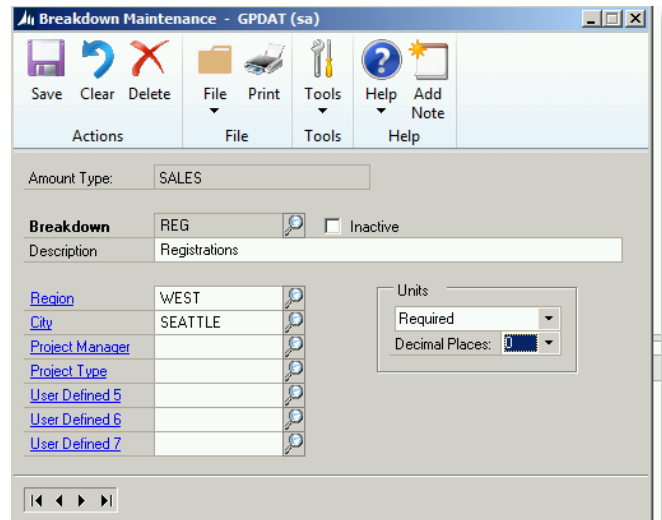 Breakdown Maintenance - GPDAT (sa)
Save Clear Delete File Print Tools Help Add Note
Actions File Tools Help
Amount Type: SALES
Breakdown REG Inactive
Description Registrations
Units
Region WEST Required
City SEATTLE Decimal Places: 0
Project Manager
Project Type
User Defined 5
User Defined 6
User Defined 7